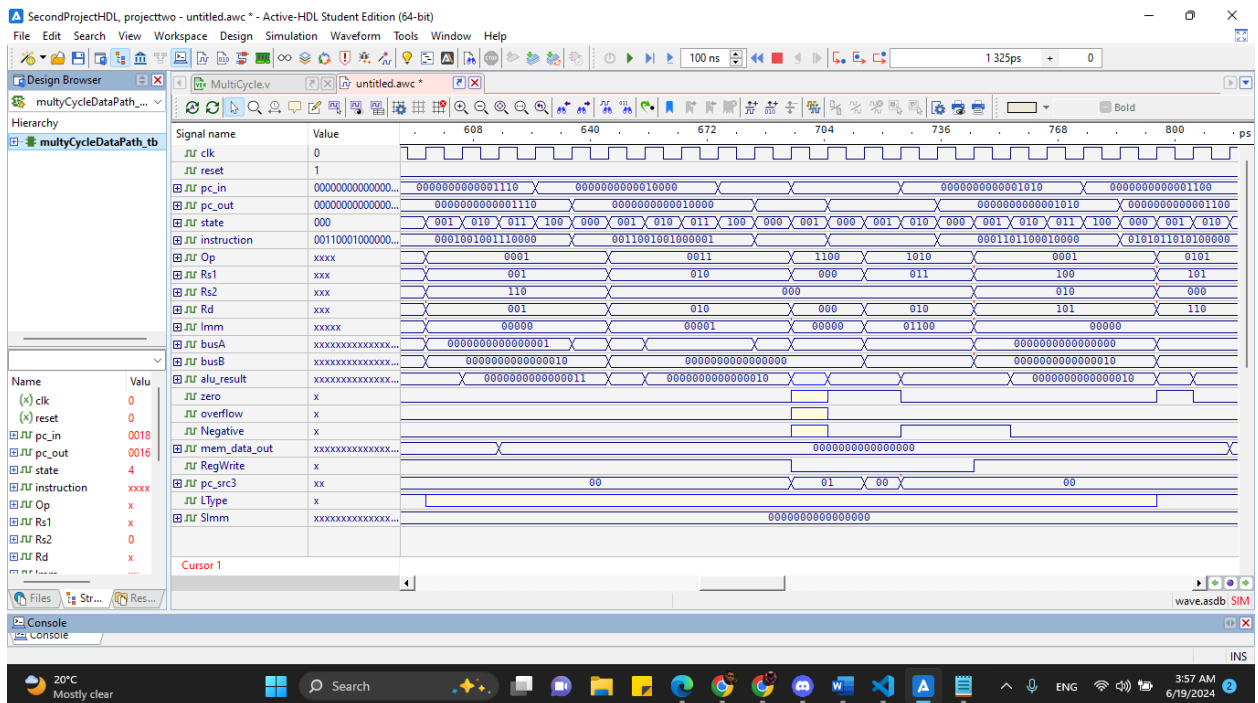 SecondProjectHDL, projecttwo - untitled.awc * - Active-HDL Student Edition (64-bit)
File Edit Search View Workspace Design Simulation Waveform Tools Window Help
100 ns 1 325ps + 0
Design Browser
MultiCycle.v untitled.awc *
multyCycleDataPath_...
Bold
Hierarchy
multyCycleDataPath_tb
Signal name Value 608 640 672 704 736 768 800 ps
clk 0
reset 1
pc_in 00000000000000... 0000000000001110 0000000000010000 0000000000001010 0000000000001100
pc_out 00000000000000... 0000000000001110 0000000000010000 0000000000001010 0000000000001100
state 000 001 010 011 100 000 001 010 011 100 000 001 000 001 010 000 001 010 011 100 000 001 010
instruction 00110001000000... 0001001001110000 0011001001000001 0001101100010000 0101011010100000
Op xxxx 0001 0011 1100 1010 0001 0101
Rs1 xxx 001 010 000 011 100 101
Rs2 xxx 110 000 010 000
Rd xxx 001 010 000 010 101 110
Imm xxxxx 00000 00001 00000 01100 00000
busA xxxxxxxxxxxxxx... 0000000000000001 0000000000000000
busB xxxxxxxxxxxxxx... 0000000000000010 0000000000000000 0000000000000010
alu_result xxxxxxxxxxxxxx... 0000000000000011 0000000000000010 0000000000000010
zero x
overflow x
Negative x
mem_data_out xxxxxxxxxxxxxx... 0000000000000000
RegWrite x
pc_src3 xx 00 01 00 00
LType x
SImm xxxxxxxxxxxxxx... 0000000000000000
Cursor 1
Name Valu
clk 0
reset 0
pc_in 0018
pc_out 0016
state 4
instruction xxxx
Op x
Rs1 x
Rs2 0
Rd x
Files Str... Res...
wave.asdb SIM
Console
Console
INS
20°C
Mostly clear
Search
ENG
3:57 AM
6/19/2024
2